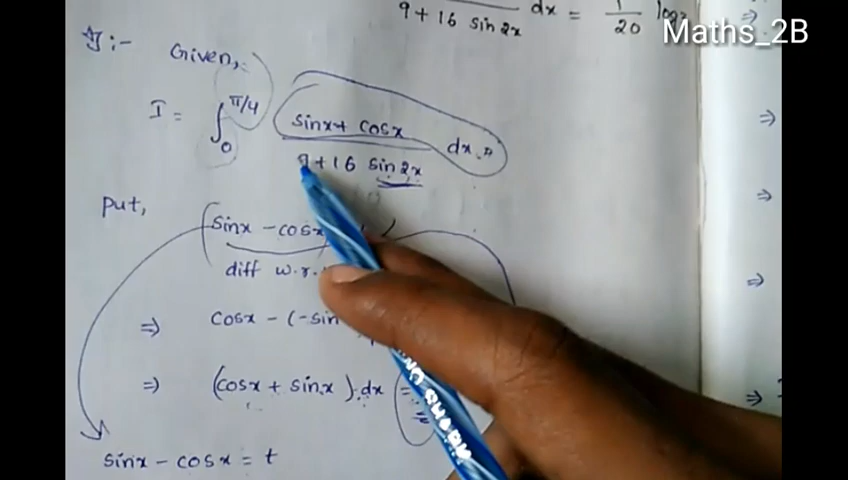 9 + 16 sin 2x dx = 1/20 log
Maths_2B
Given,
I = ∫₀^π/4 sinx + cosx / 9 + 16 sin 2x dx
put,
sinx - cosx
diff w.r.
⇒ cosx - (-sin
⇒ (cosx + sinx).dx =
sinx - cosx = t